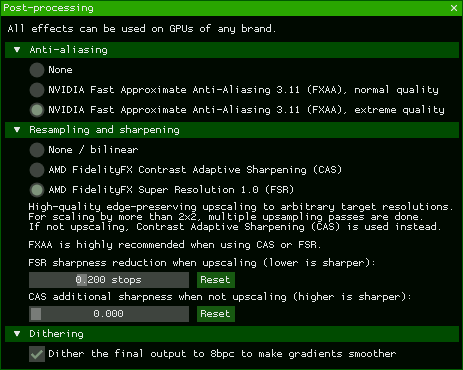 Post-processing
All effects can be used on GPUs of any brand.
Anti-aliasing
None
NVIDIA Fast Approximate Anti-Aliasing 3.11 (FXAA), normal quality
NVIDIA Fast Approximate Anti-Aliasing 3.11 (FXAA), extreme quality
Resampling and sharpening
None / bilinear
AMD FidelityFX Contrast Adaptive Sharpening (CAS)
AMD FidelityFX Super Resolution 1.0 (FSR)
High-quality edge-preserving upscaling to arbitrary target resolutions.
For scaling by more than 2x2, multiple upsampling passes are done.
If not upscaling, Contrast Adaptive Sharpening (CAS) is used instead.
FXAA is highly recommended when using CAS or FSR.
FSR sharpness reduction when upscaling (lower is sharper):
0.200 stops Reset
CAS additional sharpness when not upscaling (higher is sharper):
0.000 Reset
Dithering
Dither the final output to 8bpc to make gradients smoother